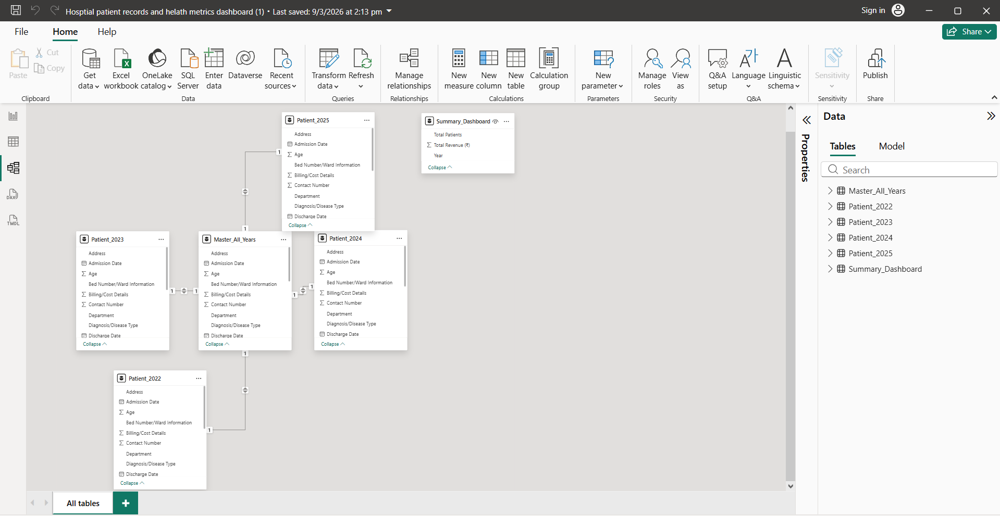 Hosptial patient records and helath metrics dashboard (1) • Last saved: 9/3/2026 at 2:13 pm
Sign in
File Home Help
Share
Paste
Cut
Copy
Clipboard
Get data
Excel workbook
OneLake catalog
SQL Server
Enter data
Dataverse
Recent sources
Data
Transform data
Refresh
Queries
Manage relationships
Relationships
New measure
New column
New table
Calculation group
Calculations
New parameter
Parameters
Manage roles
View as
Security
Q&A setup
Language
Linguistic schema
Q&A
Sensitivity
Sensitivity
Publish
Share
DAX
TMDL
Patient_2025
Address
Admission Date
Age
Bed Number/Ward Information
Billing/Cost Details
Contact Number
Department
Diagnosis/Disease Type
Discharge Date
Collapse
Summary_Dashboard
Total Patients
Total Revenue (₹)
Year
Collapse
1
1
Patient_2023
Address
Admission Date
Age
Bed Number/Ward Information
Billing/Cost Details
Contact Number
Department
Diagnosis/Disease Type
Discharge Date
Collapse
1
1
Master_All_Years
Address
Admission Date
Age
Bed Number/Ward Information
Billing/Cost Details
Contact Number
Department
Diagnosis/Disease Type
Discharge Date
Collapse
1
1
Patient_2024
Address
Admission Date
Age
Bed Number/Ward Information
Billing/Cost Details
Contact Number
Department
Diagnosis/Disease Type
Discharge Date
Collapse
1
1
Patient_2022
Address
Admission Date
Age
Bed Number/Ward Information
Billing/Cost Details
Contact Number
Department
Diagnosis/Disease Type
Discharge Date
Collapse
All tables
Properties
Data
Tables Model
Search
Master_All_Years
Patient_2022
Patient_2023
Patient_2024
Patient_2025
Summary_Dashboard